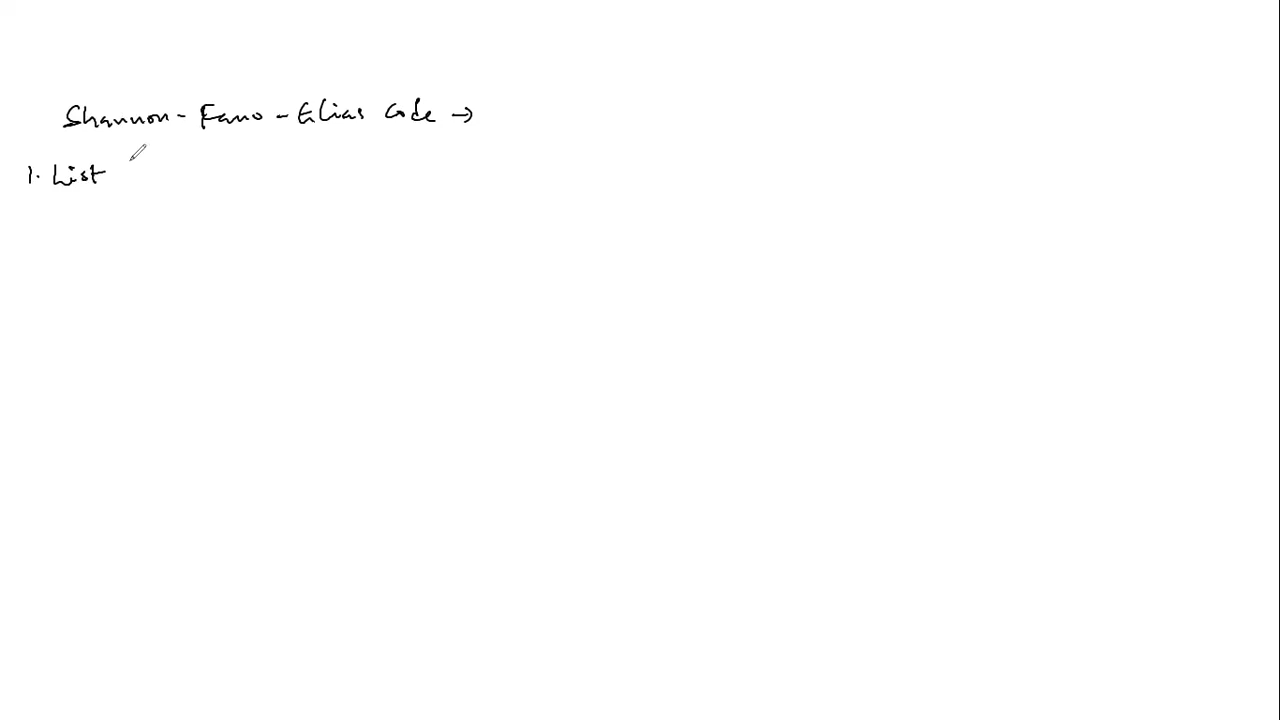 Shannon - Fano - Elias Code →
1. List